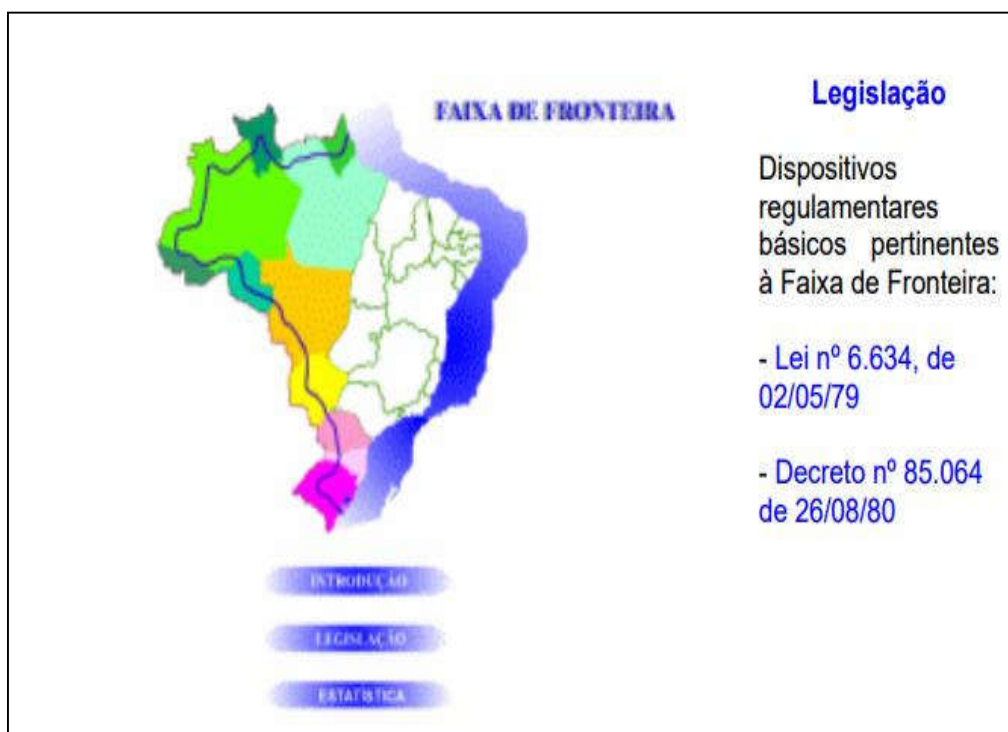 FAIXA DE FRONTEIRA
Legislação
Dispositivos
regulamentares
básicos pertinentes
à Faixa de Fronteira:
- Lei nº 6.634, de
02/05/79
- Decreto nº 85.064
de 26/08/80
INTRODUÇÃO
LEGISLAÇÃO
ESTATÍSTICA